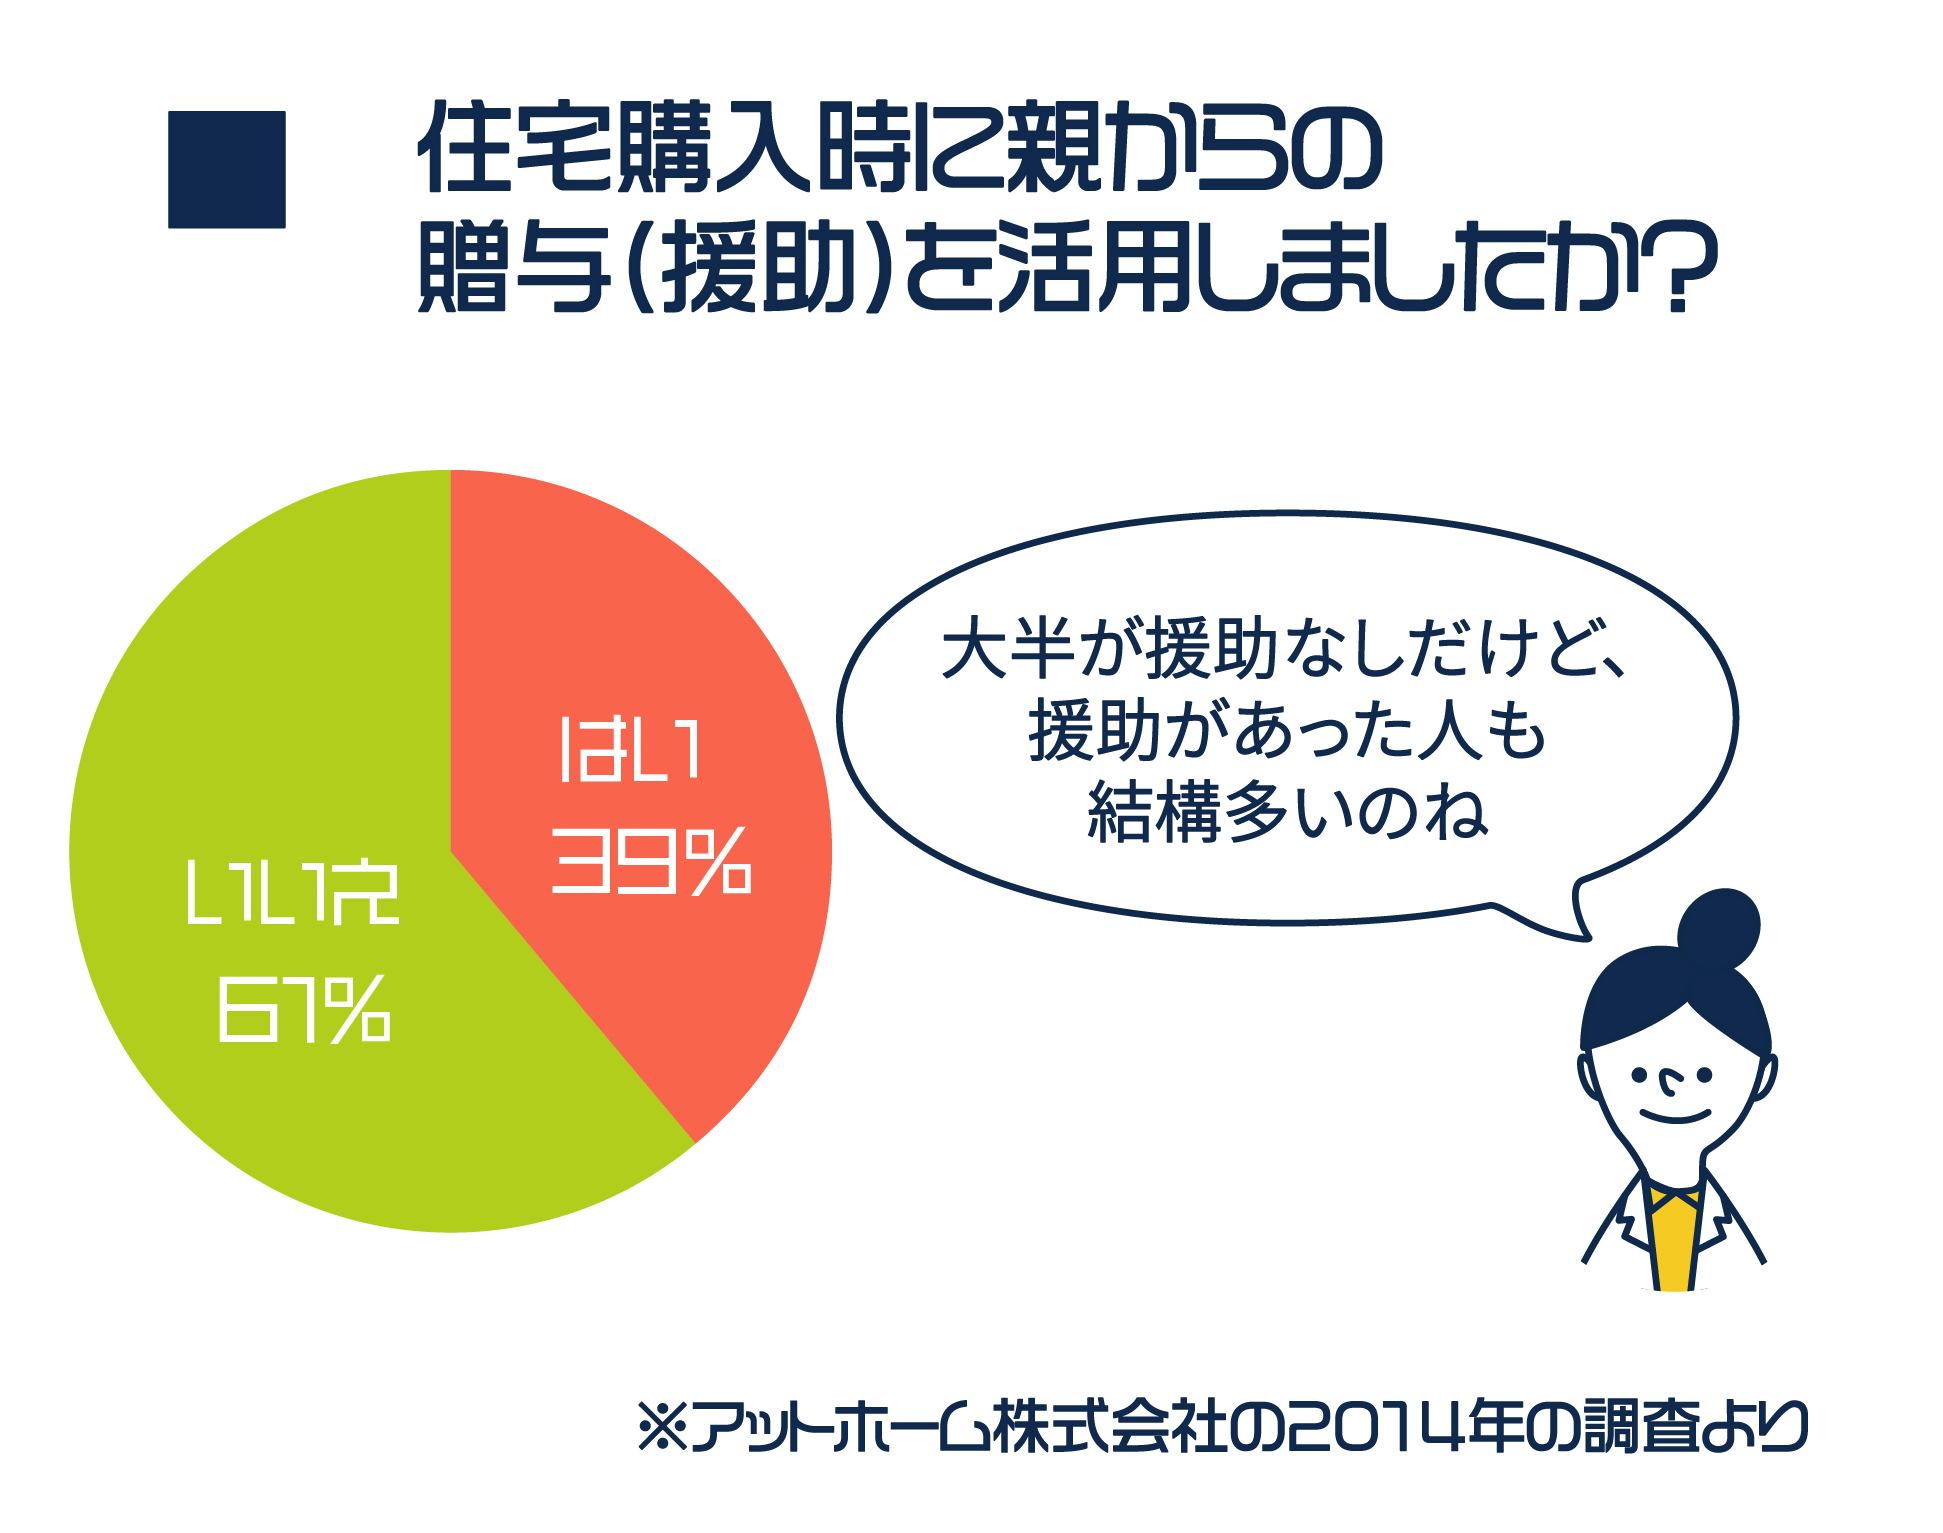 ■ 住宅購入時に親からの
贈与(援助)を活用しましたか?
はい
39%
いいえ
61%
大半が援助なしだけど、
援助があった人も
結構多いのね
※アットホーム株式会社の2014年の調査より